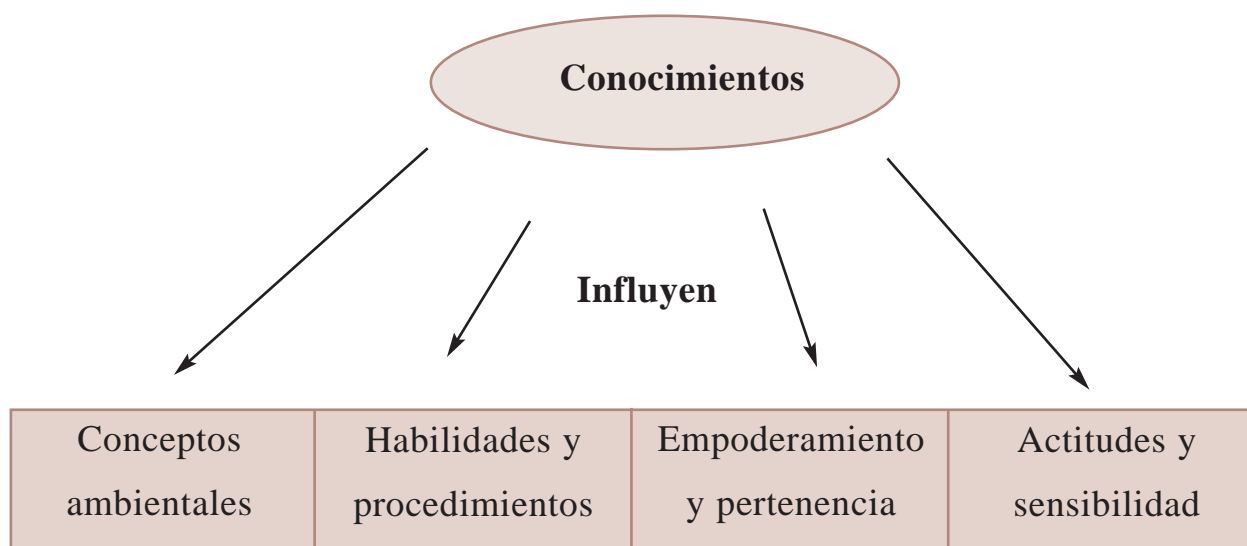 Conocimientos
Influyen
Conceptos
ambientales
Habilidades y
procedimientos
Empoderamiento
y pertenencia
Actitudes y
sensibilidad